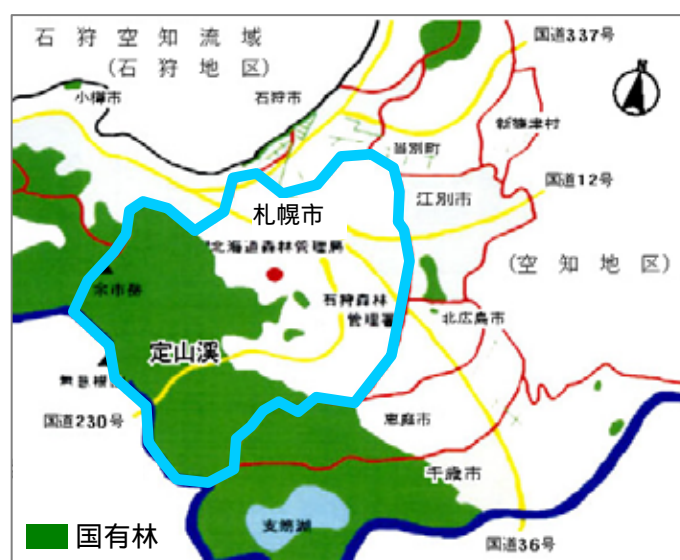 石狩空知流域
(石狩地区)
国道337号
小樽市
石狩市
新篠津村
当別町
国道12号
江別市
札幌市
北海道森林管理局
(空知地区)
余市岳
石狩森林
管理署
北広島市
定山渓
国道230号
恵庭市
千歳市
支笏湖
国道36号
国有林